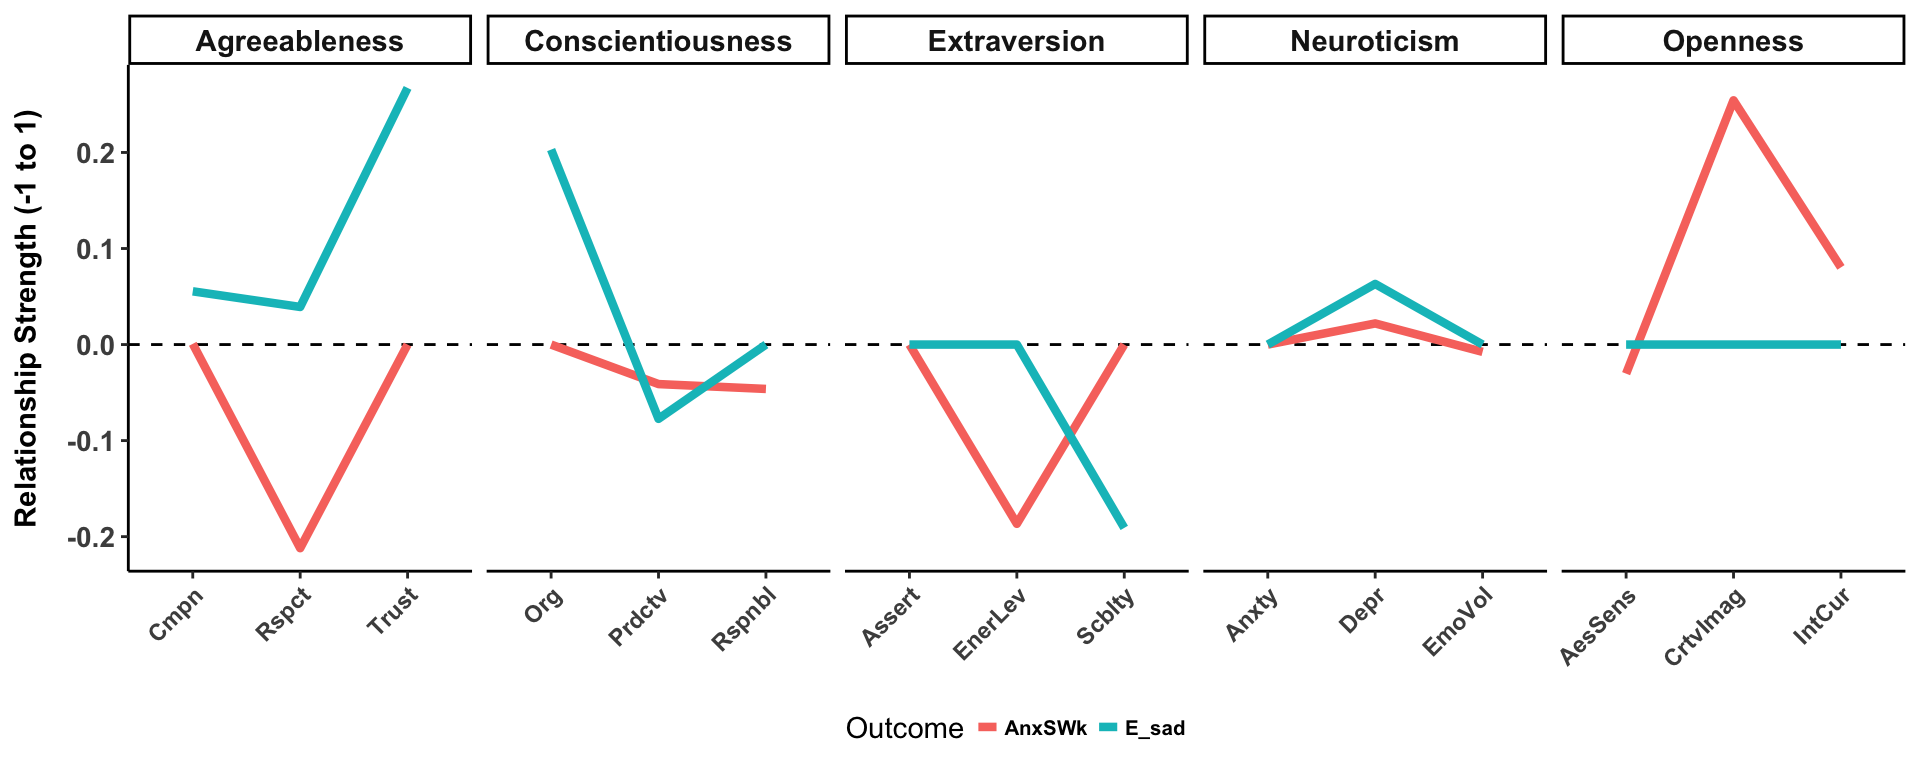 Agreeableness
Conscientiousness
Extraversion
Neuroticism
Openness
Relationship Strength (-1 to 1)
0.2
0.1
0.0
-0.1
-0.2
Cmpn
Rspct
Trust
Org
Prdctv
Rspnbl
Assert
EnerLev
Scblty
Anxty
Depr
EmoVol
AesSens
CrtvImag
IntCur
Outcome AnxSWk E_sad